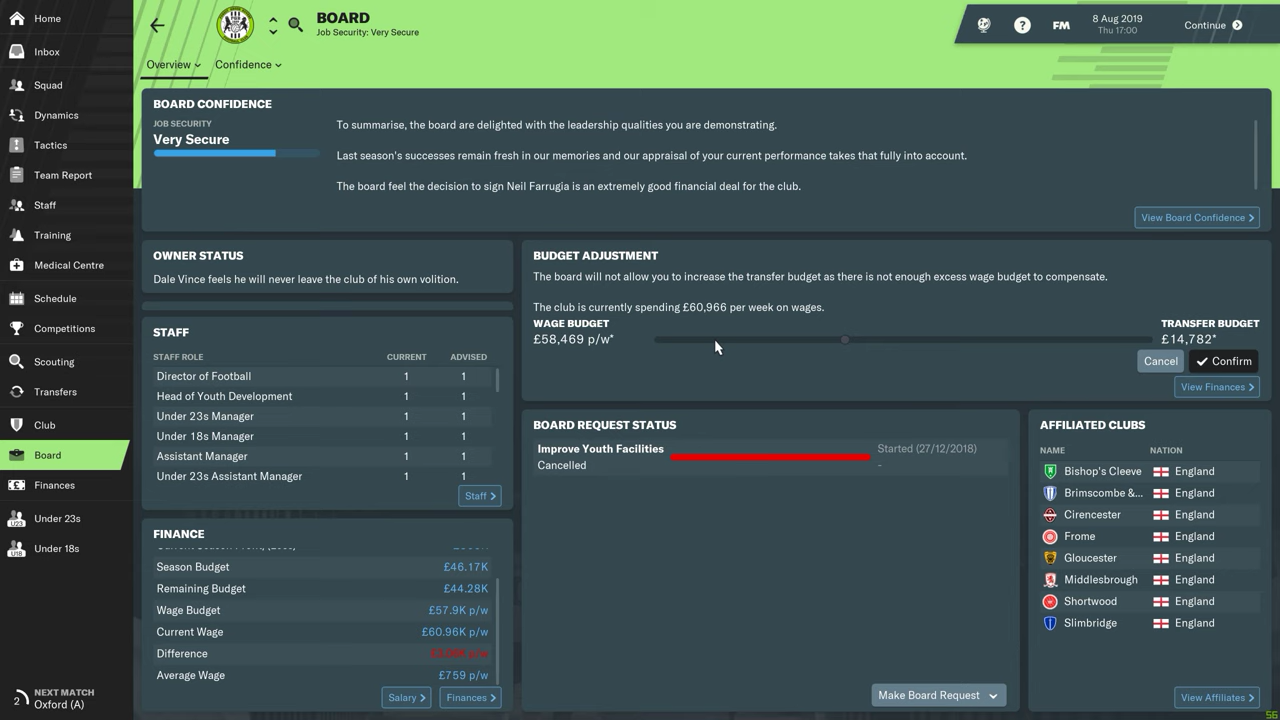 Home
Inbox
Squad
Dynamics
Tactics
Team Report
Staff
Training
Medical Centre
Schedule
Competitions
Scouting
Transfers
Club
Board
Finances
U23
Under 23s
U18
Under 18s
NEXT MATCH
Oxford (A)
BOARD
Job Security: Very Secure
?
FM
8 Aug 2019
Thu 17:00
Continue
Overview
Confidence
BOARD CONFIDENCE
JOB SECURITY
Very Secure
To summarise, the board are delighted with the leadership qualities you are demonstrating.
Last season's successes remain fresh in our memories and our appraisal of your current performance takes that fully into account.
The board feel the decision to sign Neil Farrugia is an extremely good financial deal for the club.
View Board Confidence >
OWNER STATUS
Dale Vince feels he will never leave the club of his own volition.
STAFF
STAFF ROLE CURRENT ADVISED
Director of Football 1 1
Head of Youth Development 1 1
Under 23s Manager 1 1
Under 18s Manager 1 1
Assistant Manager 1 1
Under 23s Assistant Manager 1 1
Staff >
FINANCE
Season Budget £46.17K
Remaining Budget £44.28K
Wage Budget £57.9K p/w
Current Wage £60.96K p/w
Difference
Average Wage £759 p/w
Salary >
Finances >
BUDGET ADJUSTMENT
The board will not allow you to increase the transfer budget as there is not enough excess wage budget to compensate.
The club is currently spending £60,966 per week on wages.
WAGE BUDGET
£58,469 p/w*
TRANSFER BUDGET
£14,782*
Cancel
Confirm
View Finances >
BOARD REQUEST STATUS
Improve Youth Facilities
Cancelled
Started (27/12/2018)
-
Make Board Request
AFFILIATED CLUBS
NAME NATION
Bishop's Cleeve England
Brimscombe &... England
Cirencester England
Frome England
Gloucester England
Middlesbrough England
Shortwood England
Slimbridge England
View Affiliates >
56